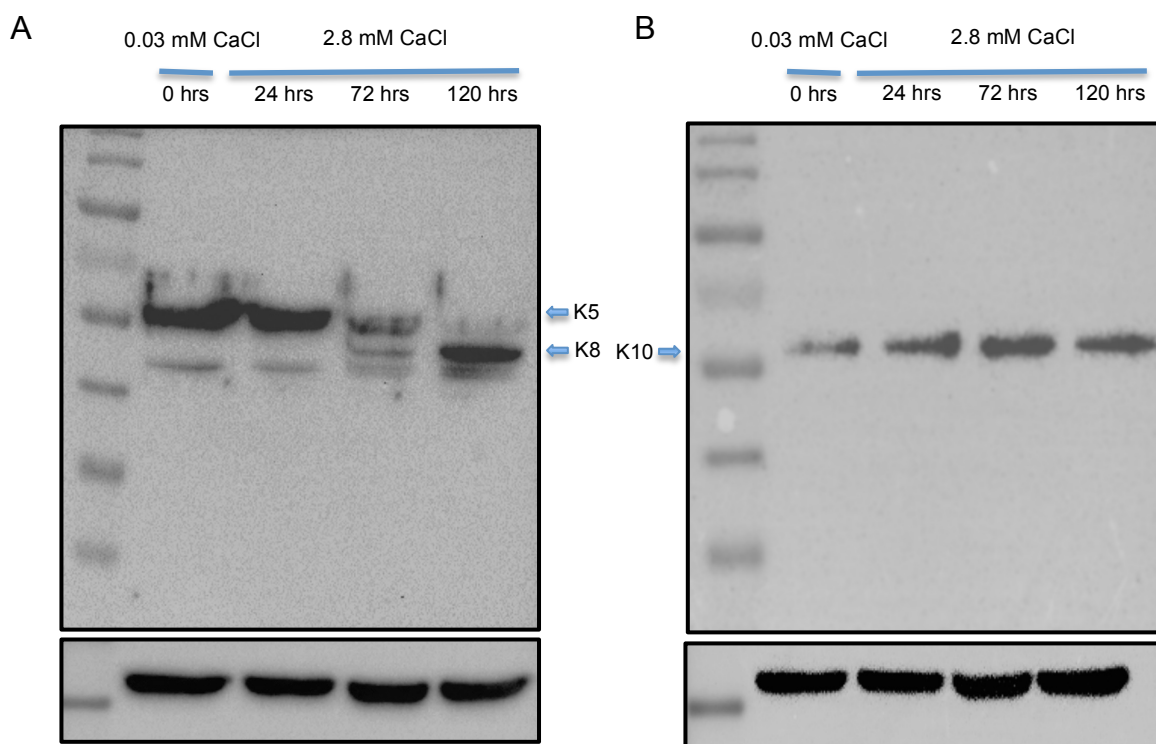 A
0.03 mM CaCl 2.8 mM CaCl
0 hrs 24 hrs 72 hrs 120 hrs
K5
K8
B
0.03 mM CaCl 2.8 mM CaCl
0 hrs 24 hrs 72 hrs 120 hrs
K10